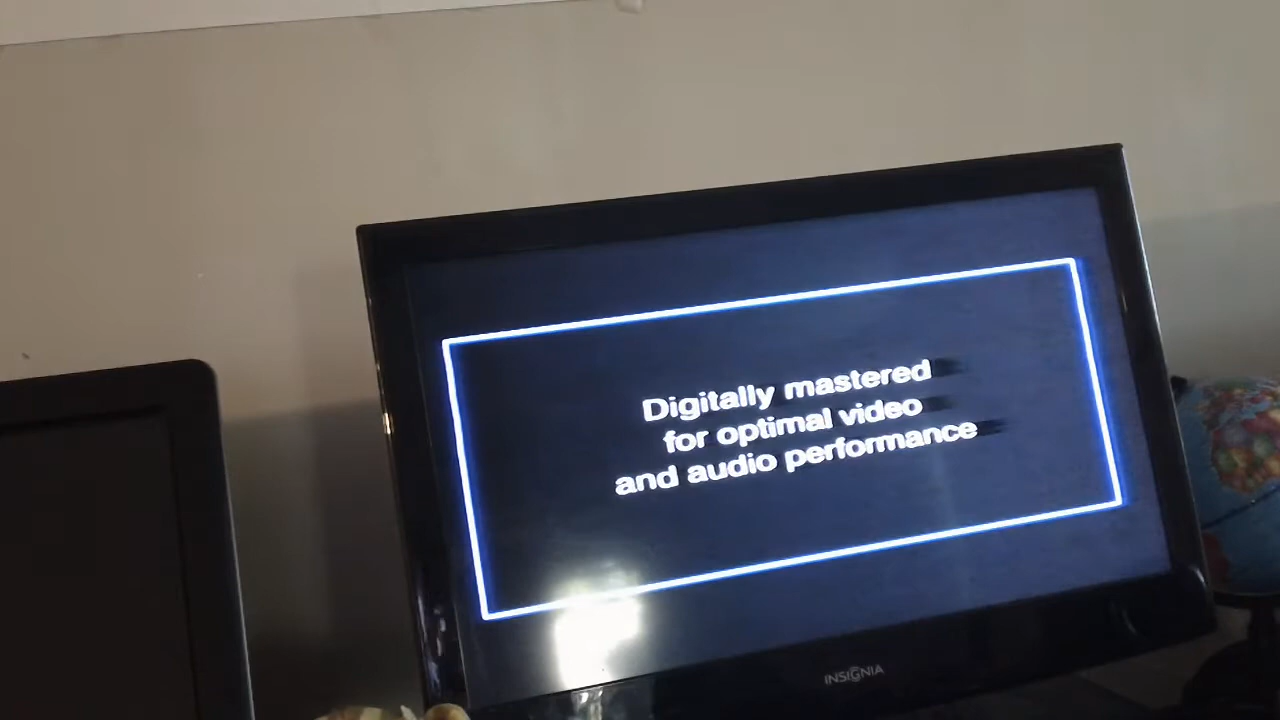 Digitally mastered
for optimal video
and audio performance
INSIGNIA